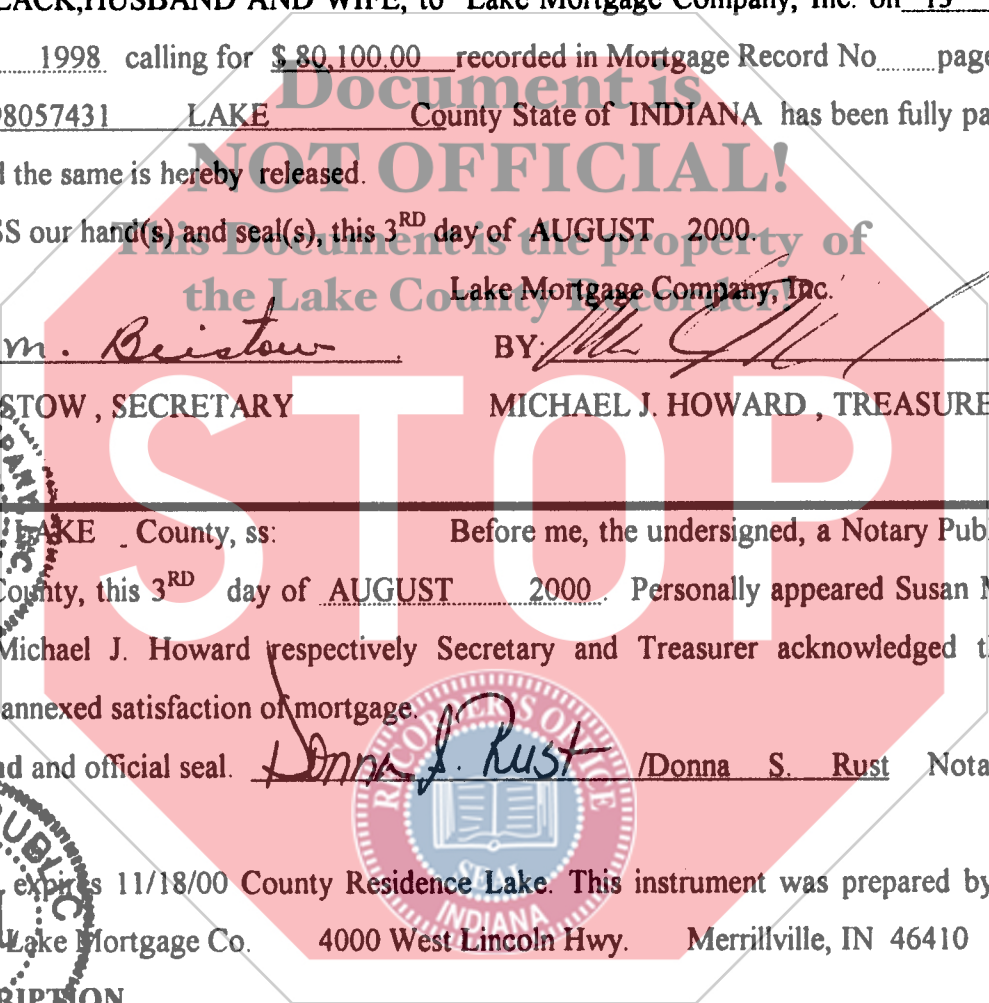 LACK,HUSBAND AND WIFE, to Lake Mortgage Company, Inc. on 15
1998 calling for $ 80,100.00 recorded in Mortgage Record No page
98057431 LAKE County State of INDIANA has been fully pa
Document is
d the same is hereby released.
NOT OFFICIAL!
SS our hand(s) and seal(s), this 3RD day of AUGUST 2000.
This Document is the property of
Lake Mortgage Company, Inc.
the Lake County Recorder!
m. Bristow BY:
STOW , SECRETARY MICHAEL J. HOWARD , TREASURE
STOP
LAKE County, ss: Before me, the undersigned, a Notary Pub
County, this 3RD day of AUGUST 2000. Personally appeared Susan M
Michael J. Howard respectively Secretary and Treasurer acknowledged t
annexed satisfaction of mortgage.
nd and official seal. Donna S. Rust /Donna S. Rust Nota
RECORDER'S OFFICE
SEAL
INDIANA
PUBLIC
expires 11/18/00 County Residence Lake. This instrument was prepared by
Lake Mortgage Co. 4000 West Lincoln Hwy. Merrillville, IN 46410
RIPTION